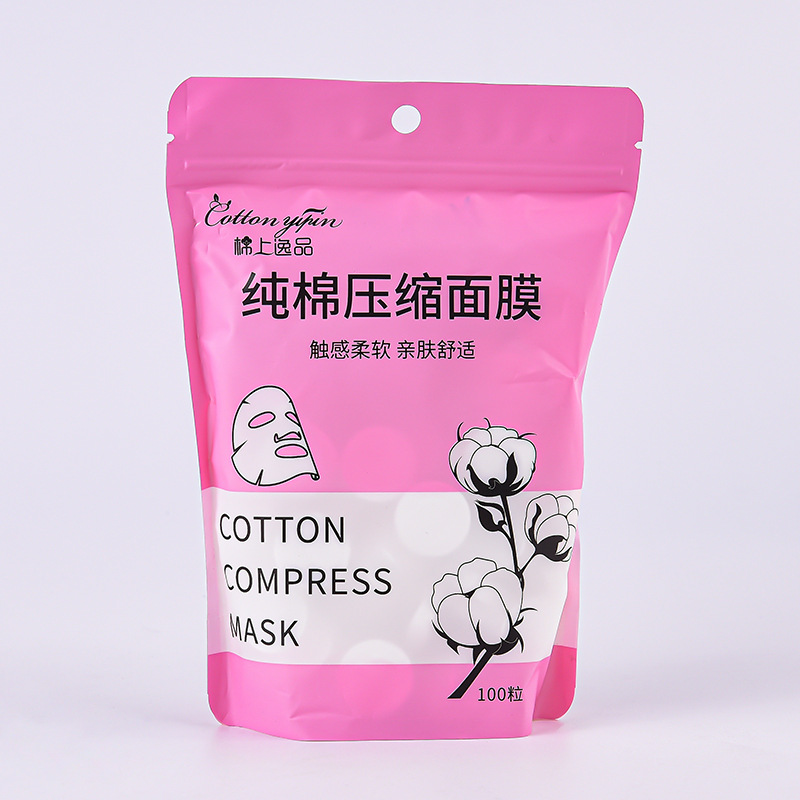 Cotton yipin
棉上逸品
纯棉压缩面膜
触感柔软 亲肤舒适
COTTON
COMPRESS
MASK
100粒